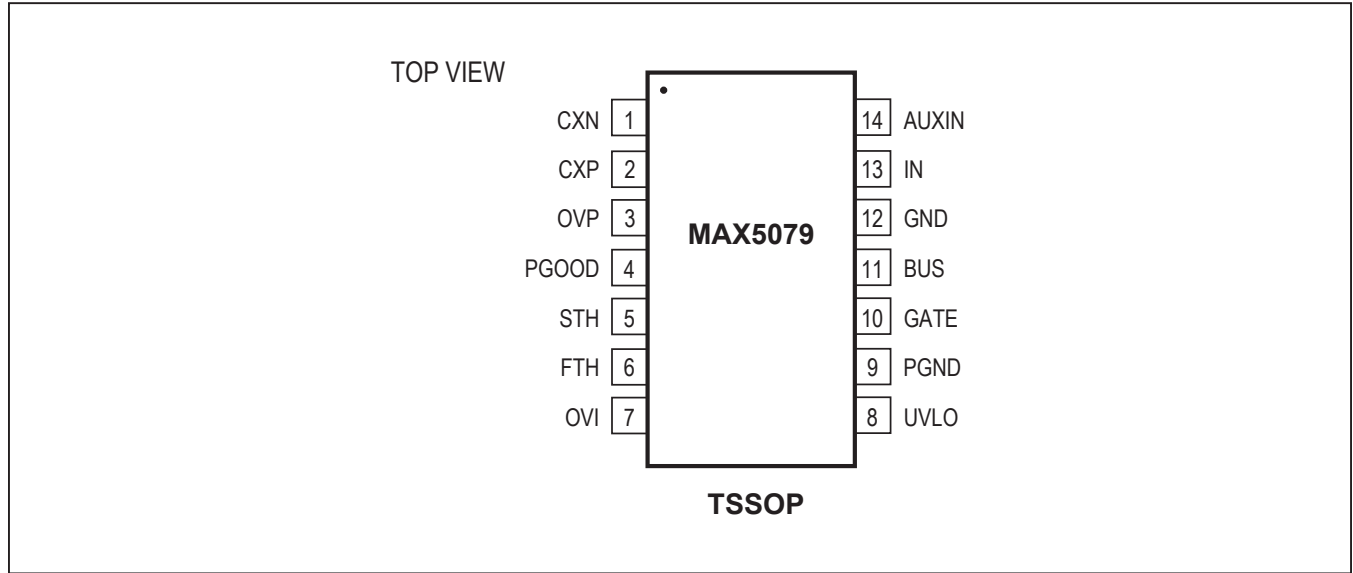 TOP VIEW
CXN 1
CXP 2
OVP 3
PGOOD 4
STH 5
FTH 6
OVI 7
MAX5079
14 AUXIN
13 IN
12 GND
11 BUS
10 GATE
9 PGND
8 UVLO
TSSOP